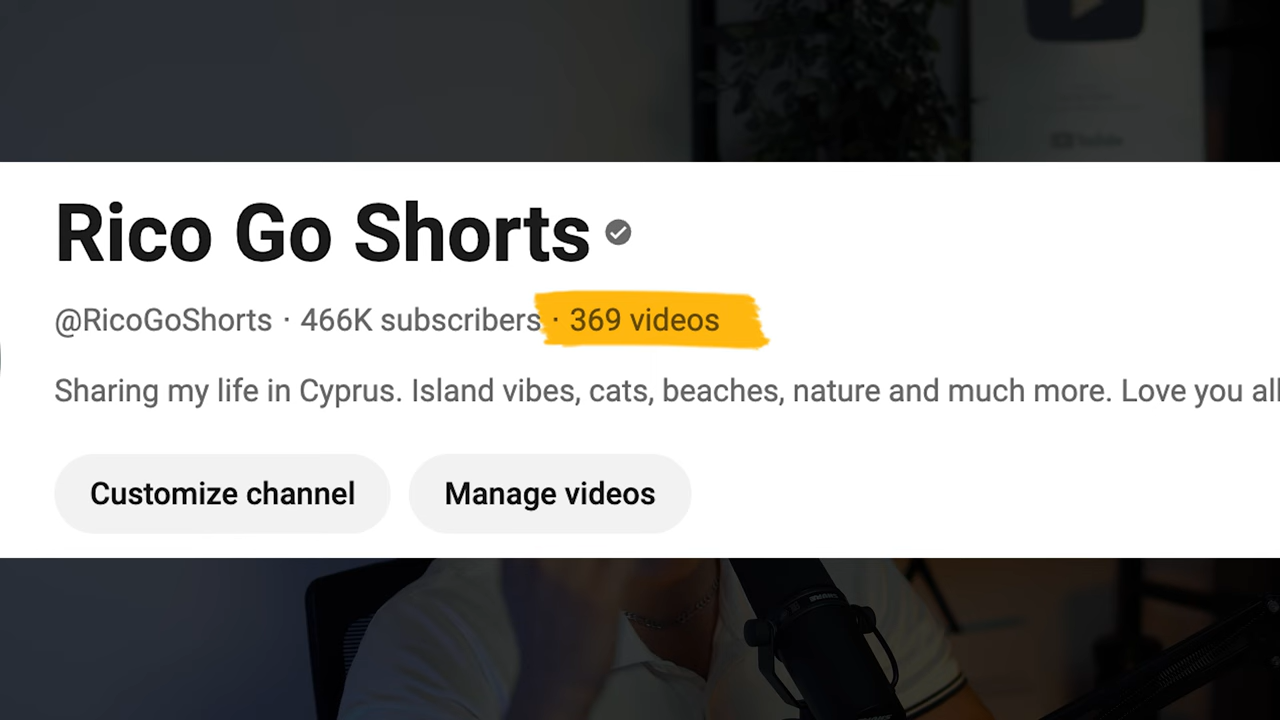 Rico Go Shorts
@RicoGoShorts · 466K subscribers · 369 videos
Sharing my life in Cyprus. Island vibes, cats, beaches, nature and much more. Love you all
Customize channel
Manage videos